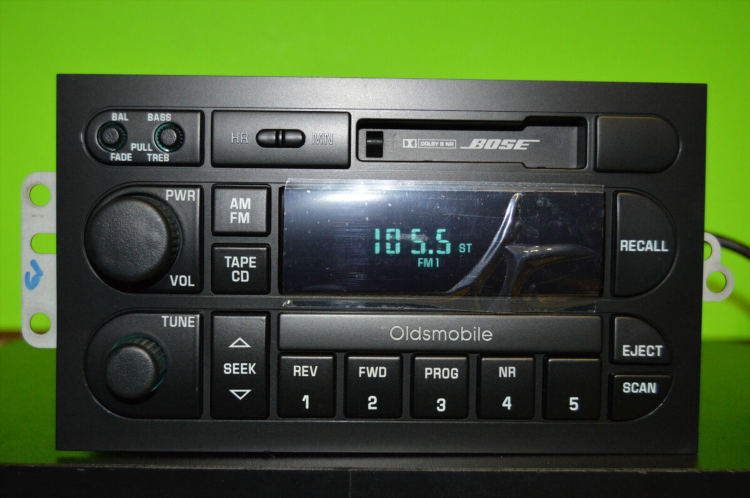 BAL BASS
PULL
FADE TREB
HR MIN
DOLBY B NR BOSE
PWR
VOL
AM
FM
TAPE
CD
105.5 ST
FM1
RECALL
TUNE
SEEK
Oldsmobile
EJECT
SCAN
REV FWD PROG NR
1 2 3 4 5